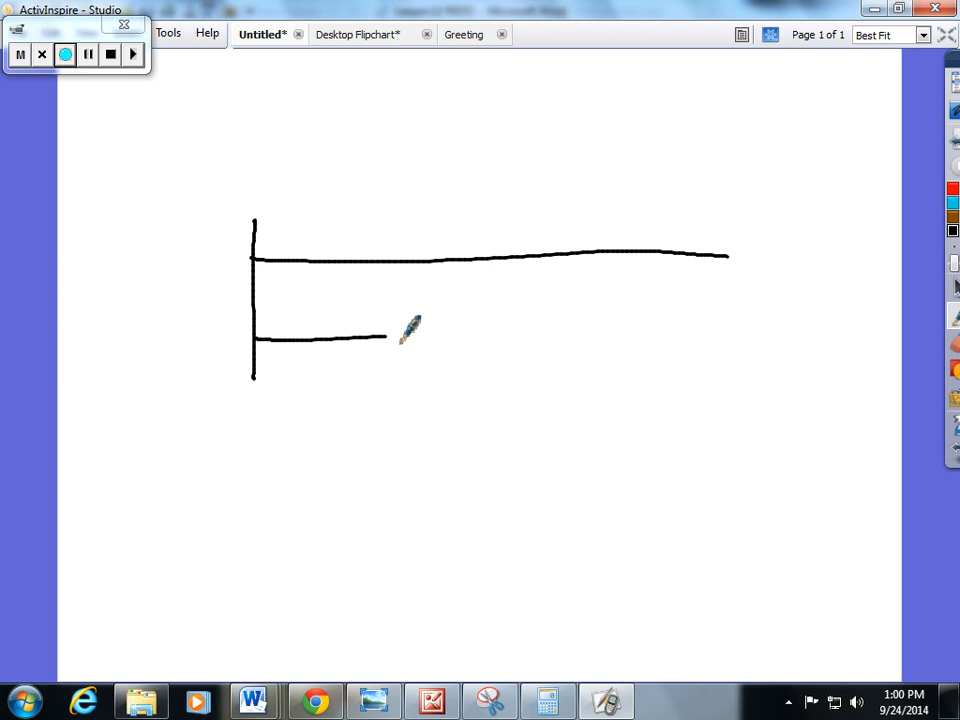 ActivInspire - Studio
Tools Help Untitled* Desktop Flipchart* Greeting Page 1 of 1 Best Fit
M
1:00 PM
9/24/2014